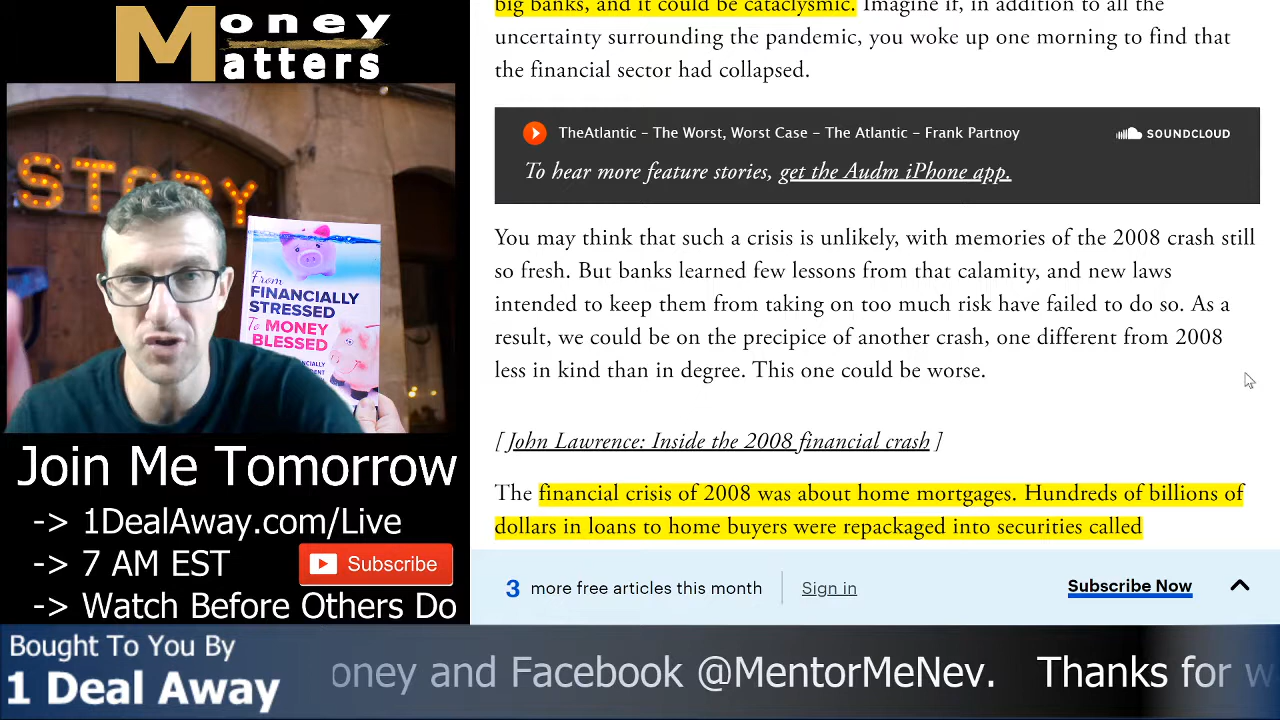 Money
Matters
STORY
From
FINANCIALLY
STRESSED
To MONEY
BLESSED
Join Me Tomorrow
-> 1DealAway.com/Live
-> 7 AM EST
Subscribe
-> Watch Before Others Do
big banks, and it could be cataclysmic. Imagine if, in addition to all the
uncertainty surrounding the pandemic, you woke up one morning to find that
the financial sector had collapsed.
TheAtlantic – The Worst, Worst Case – The Atlantic – Frank Partnoy
SOUNDCLOUD
To hear more feature stories, get the Audm iPhone app.
You may think that such a crisis is unlikely, with memories of the 2008 crash still
so fresh. But banks learned few lessons from that calamity, and new laws
intended to keep them from taking on too much risk have failed to do so. As a
result, we could be on the precipice of another crash, one different from 2008
less in kind than in degree. This one could be worse.
[ John Lawrence: Inside the 2008 financial crash ]
The financial crisis of 2008 was about home mortgages. Hundreds of billions of
dollars in loans to home buyers were repackaged into securities called
3 more free articles this month
Sign in
Subscribe Now
Bought To You By
1 Deal Away
oney and Facebook @MentorMeNev. Thanks for w